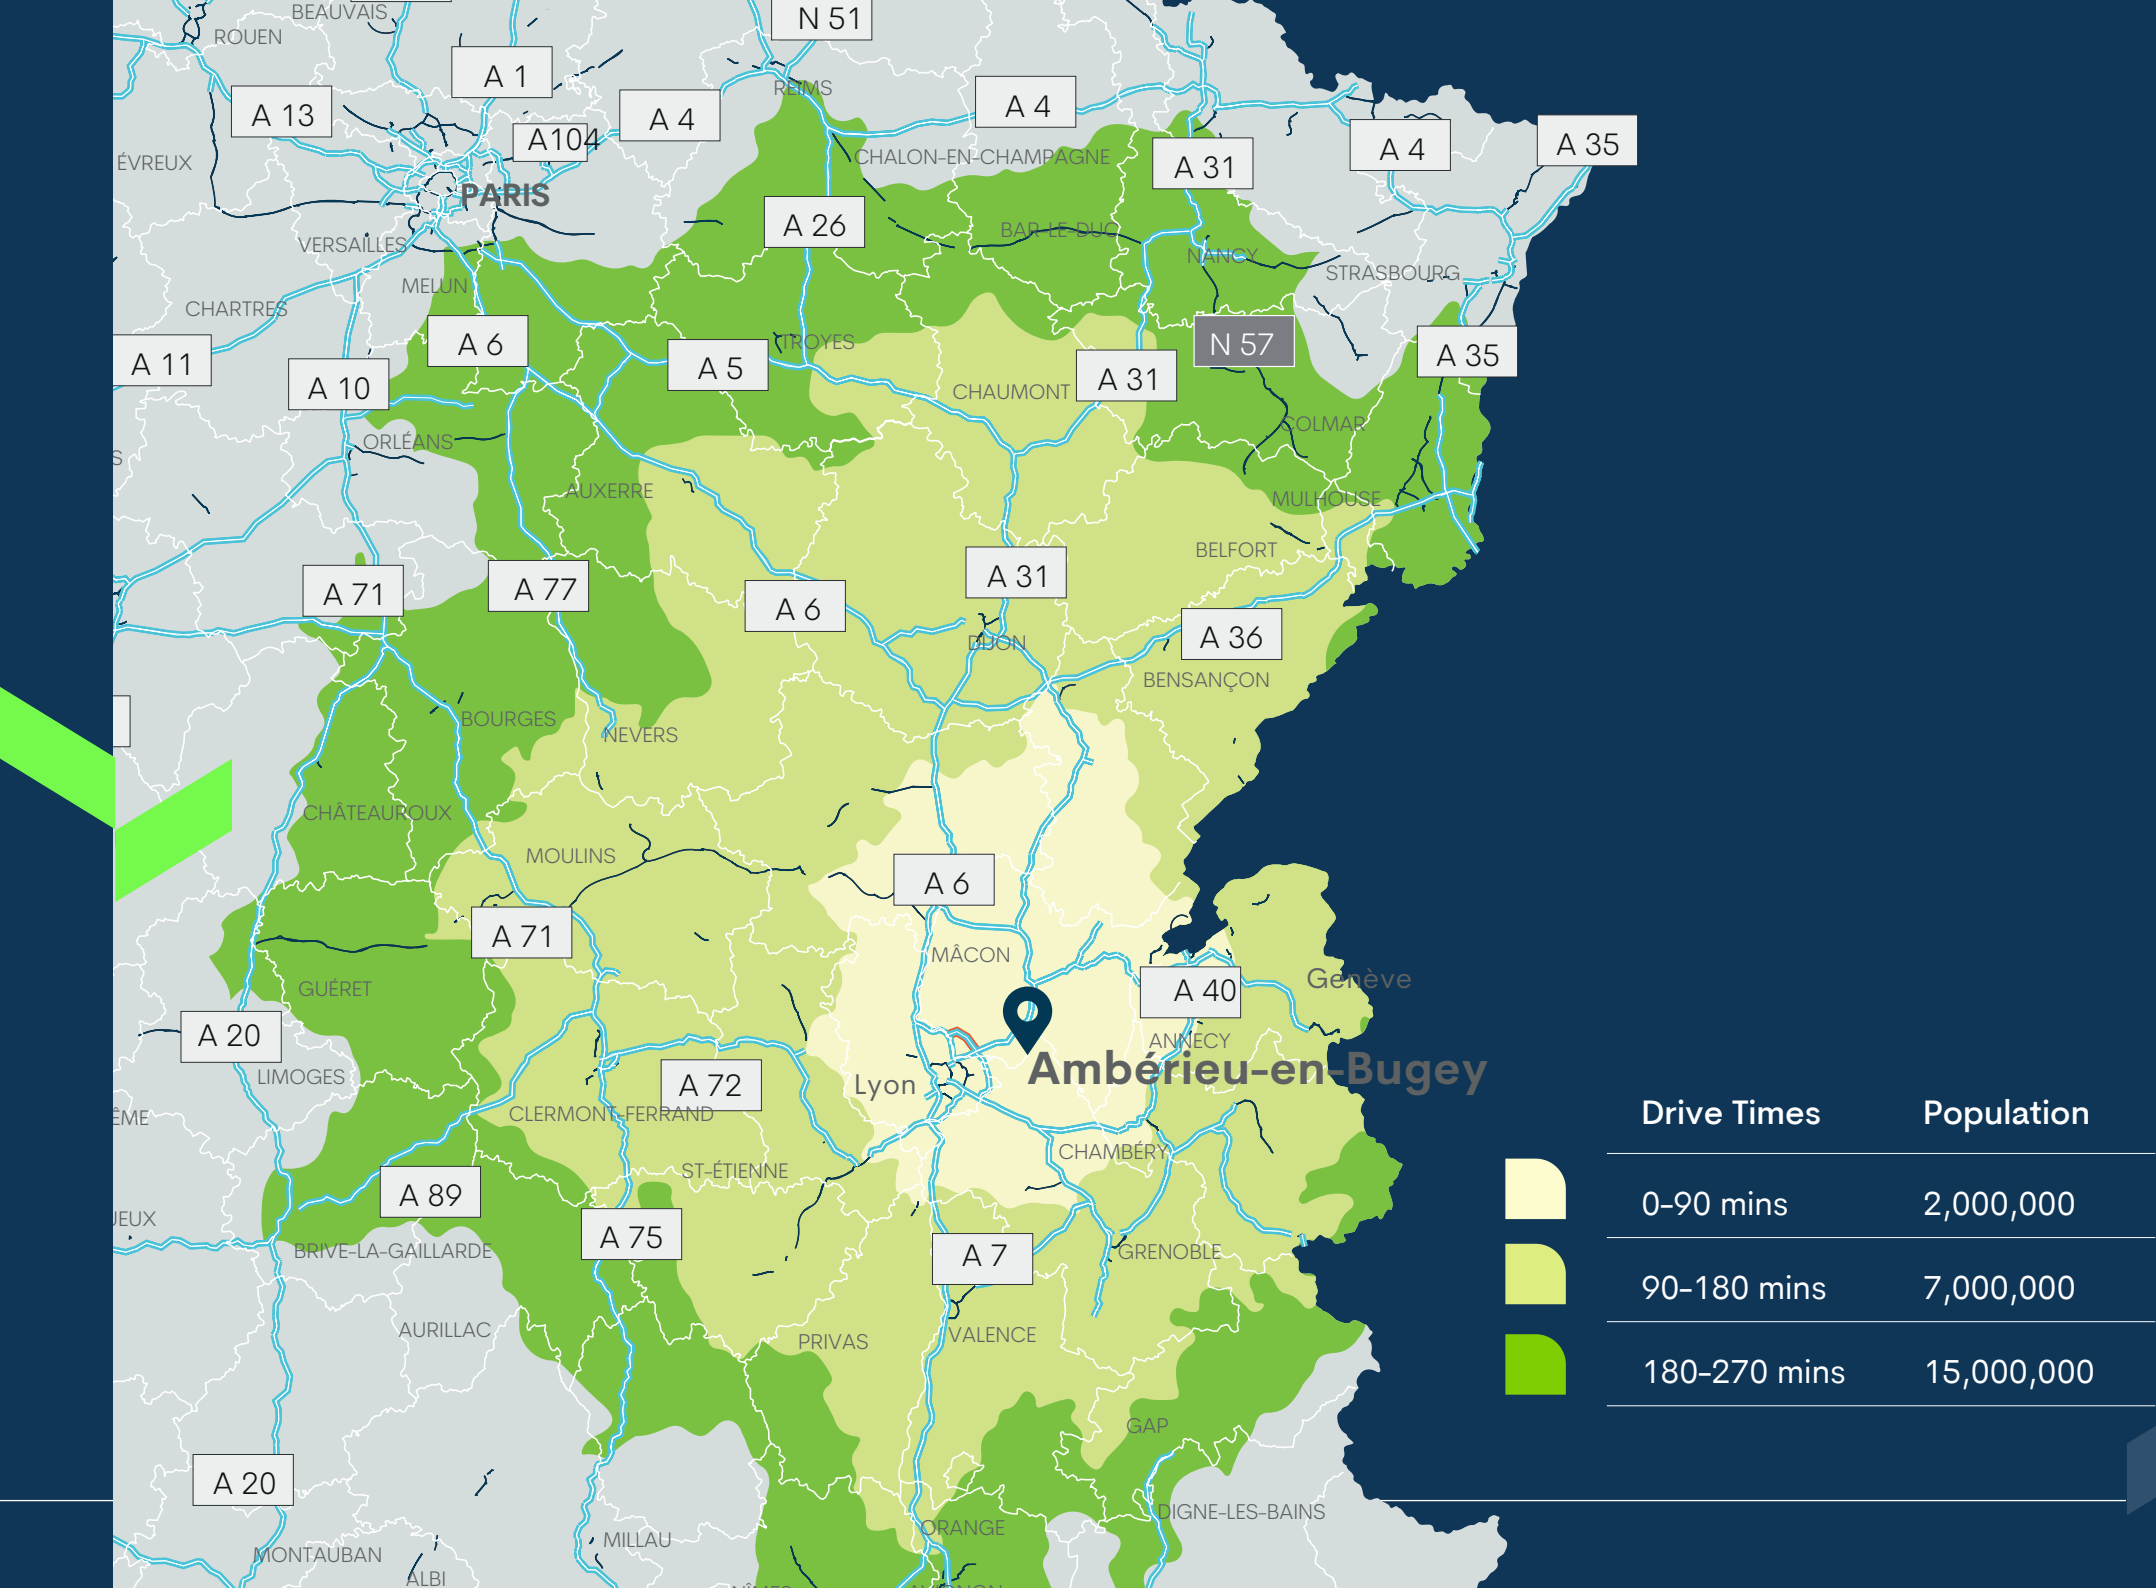 BEAUVAIS
N 51
ROUEN
A 1
REIMS
A 13
A 4
A 4
A104
A 4
A 35
ÉVREUX
CHALON-EN-CHAMPAGNE
A 31
PARIS
A 26
BAR-LE-DUC
VERSAILLES
NANCY
STRASBOURG
MELUN
CHARTRES
A 6
TROYES
N 57
A 35
A 11
A 5
A 10
CHAUMONT
A 31
COLMAR
ORLÉANS
S
AUXERRE
MULHOUSE
BELFORT
A 71
A 77
A 31
A 6
DIJON
A 36
BENSANÇON
BOURGES
NEVERS
CHÂTEAUROUX
MOULINS
A 6
A 71
MÂCON
GUÉRET
Genève
A 40
A 20
ANNECY
Ambérieu-en-Bugey
LIMOGES
A 72
Lyon
ÊME
CLERMONT-FERRAND
Drive Times Population
CHAMBÉRY
ST-ÉTIENNE
A 89
0-90 mins 2,000,000
UEUX
A 75
BRIVE-LA-GAILLARDE
A 7
GRENOBLE
90-180 mins 7,000,000
AURILLAC
PRIVAS
VALENCE
180-270 mins 15,000,000
GAP
A 20
DIGNE-LES-BAINS
ORANGE
MILLAU
MONTAUBAN
ALBI
NÎMES
AVIGNON